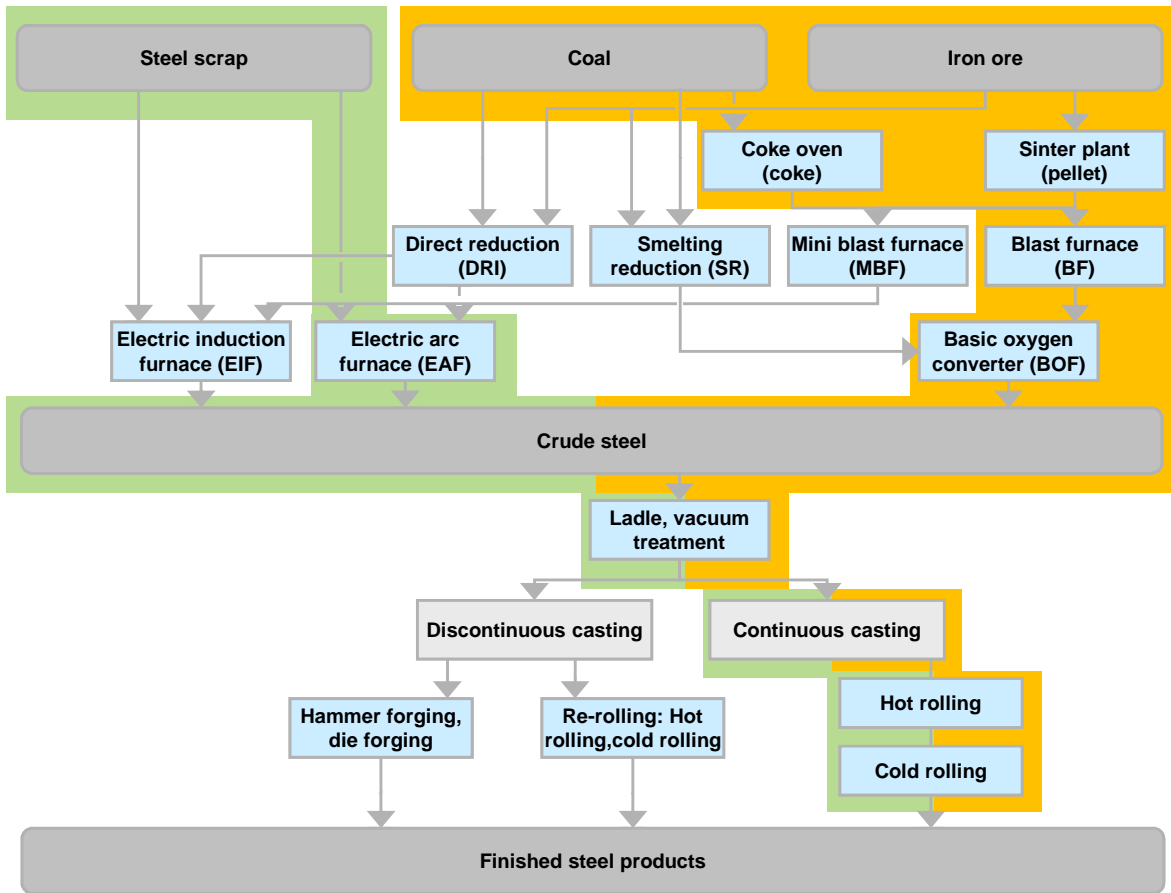 Steel scrap
Coal
Iron ore
Coke oven
(coke)
Sinter plant
(pellet)
Direct reduction
(DRI)
Smelting
reduction (SR)
Mini blast furnace
(MBF)
Blast furnace
(BF)
Electric induction
furnace (EIF)
Electric arc
furnace (EAF)
Basic oxygen
converter (BOF)
Crude steel
Ladle, vacuum
treatment
Discontinuous casting
Continuous casting
Hammer forging,
die forging
Re-rolling: Hot
rolling,cold rolling
Hot rolling
Cold rolling
Finished steel products